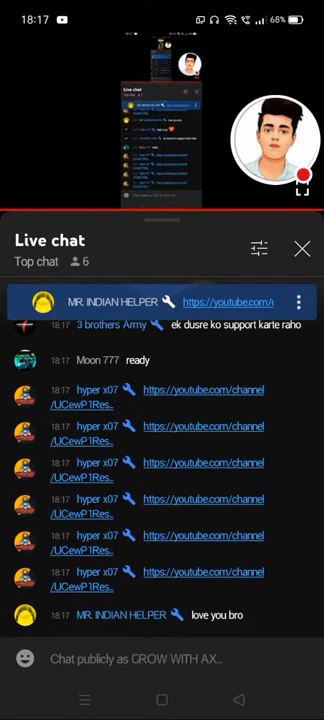 18:17
68%
Live chat
Top chat 6
MR. INDIAN HELPER https://youtube.com/e
18:17 3 brothers Army ek dusre ko support karte raho
18:17 Moon 777 ready
18:17 hyper x07 https://youtube.com/channel
/UCewP1Res..
18:17 hyper x07 https://youtube.com/channel
/UCewP1Res..
18:17 hyper x07 https://youtube.com/channel
/UCewP1Res..
18:17 hyper x07 https://youtube.com/channel
/UCewP1Res..
18:17 hyper x07 https://youtube.com/channel
/UCewP1Res..
18:17 hyper x07 https://youtube.com/channel
/UCewP1Res..
18:17 MR. INDIAN HELPER love you bro
Chat publicly as GROW WITH AX...